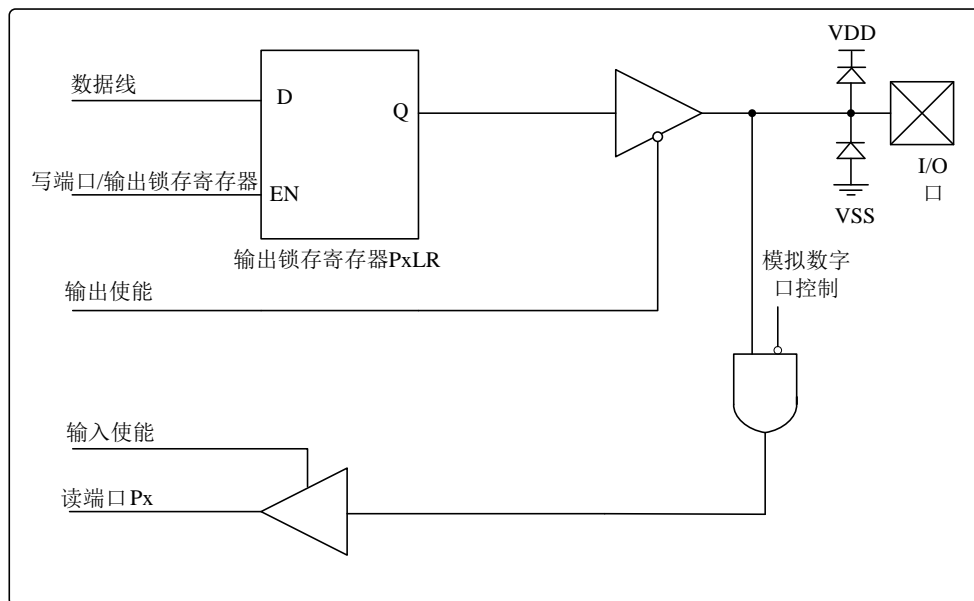 VDD
数据线
D
Q
I/O
口
写端口/输出锁存寄存器
EN
VSS
输出锁存寄存器PxLR
模拟数字
口控制
输出使能
输入使能
读端口Px